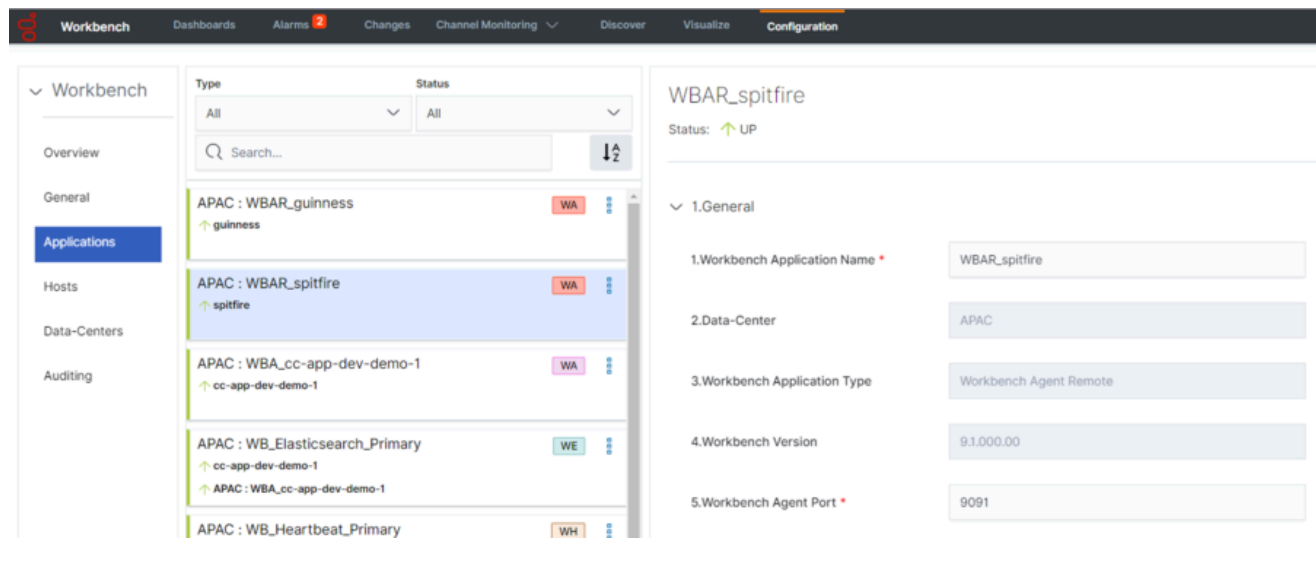 Workbench Dashboards Alarms 2 Changes Channel Monitoring Discover Visualize Configuration
Workbench
Overview
General
Applications
Hosts
Data-Centers
Auditing
Type Status
All All
Search...
APAC : WBAR_guinness WA
guinness
APAC : WBAR_spitfire WA
spitfire
APAC : WBA_cc-app-dev-demo-1 WA
cc-app-dev-demo-1
APAC : WB_Elasticsearch_Primary WE
cc-app-dev-demo-1
APAC : WBA_cc-app-dev-demo-1
APAC : WB_Heartbeat_Primary WH
WBAR_spitfire
Status: UP
1.General
1.Workbench Application Name * WBAR_spitfire
2.Data-Center APAC
3.Workbench Application Type Workbench Agent Remote
4.Workbench Version 9.1.000.00
5.Workbench Agent Port * 9091